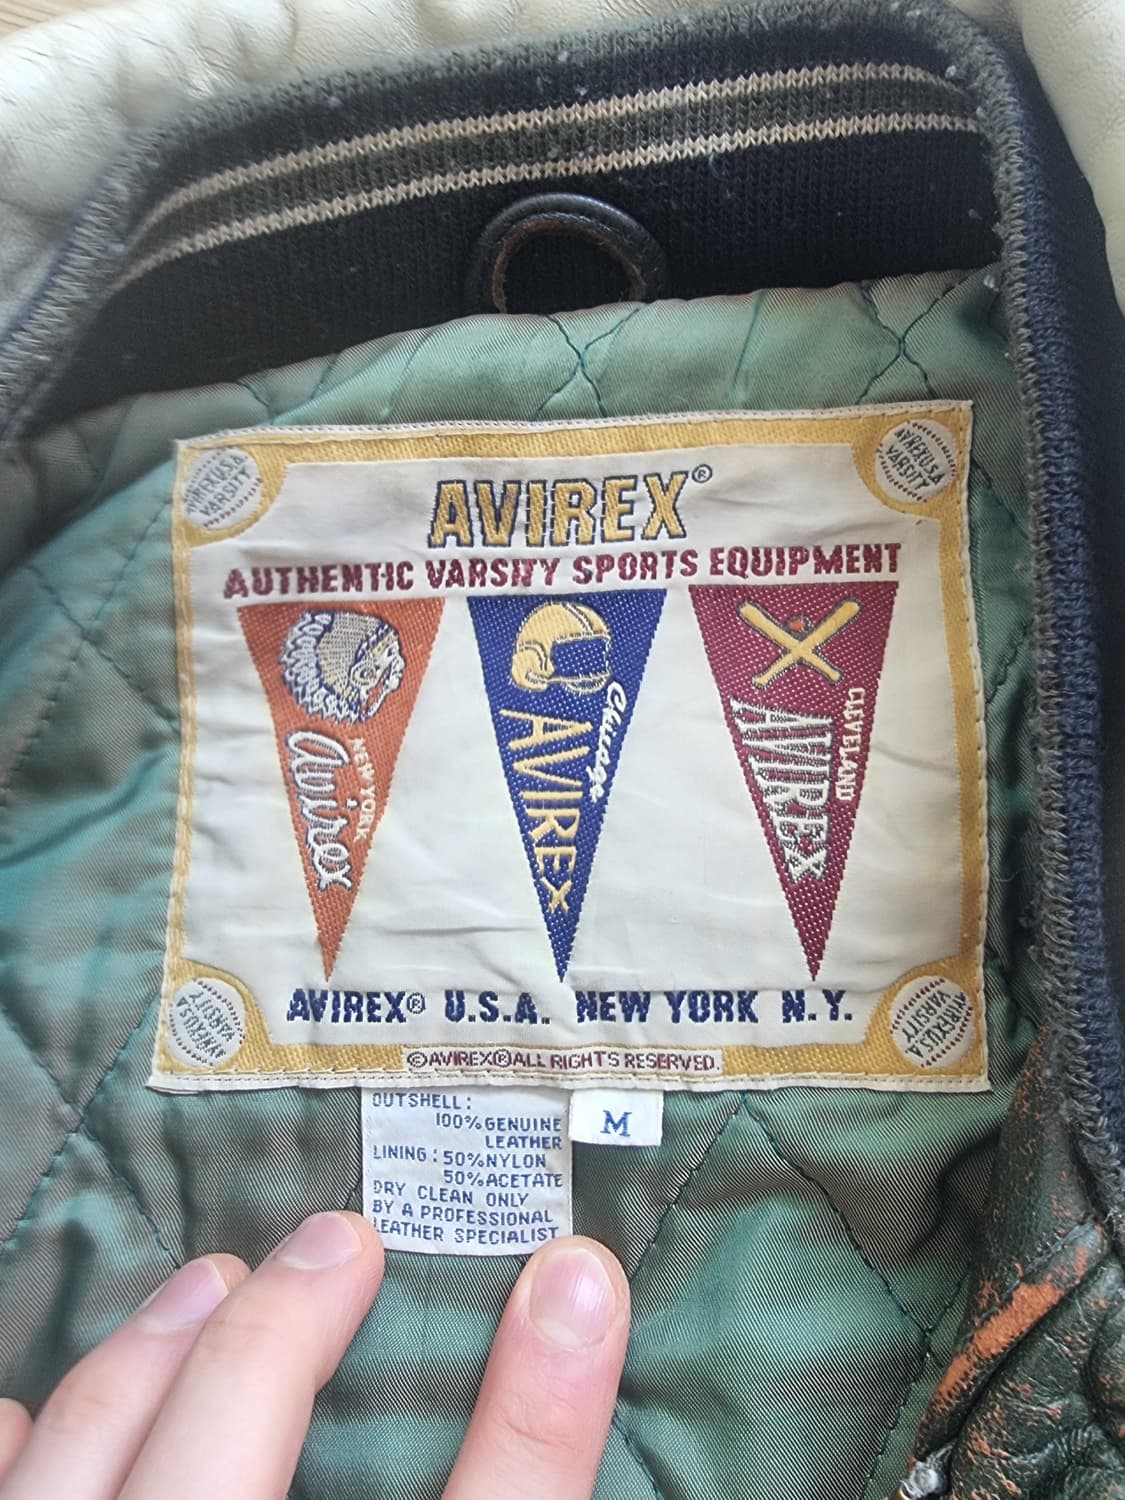 AVIREX®
AUTHENTIC VARSITY SPORTS EQUIPMENT
NEW YORK
avirex
Chicago
AVIREX
CLEVELAND
AVIREX
AVIREX® U.S.A. NEW YORK N.Y.
©AVIREX®ALL RIGHTS RESERVED.
AVIREX USA
VARSITY
AVIREX USA
VARSITY
AVIREX USA
VARSITY
AVIREX USA
VARSITY
OUTSHELL:
100%GENUINE
LEATHER
LINING:50%NYLON
50%ACETATE
DRY CLEAN ONLY
BY A PROFESSIONAL
LEATHER SPECIALIST
M